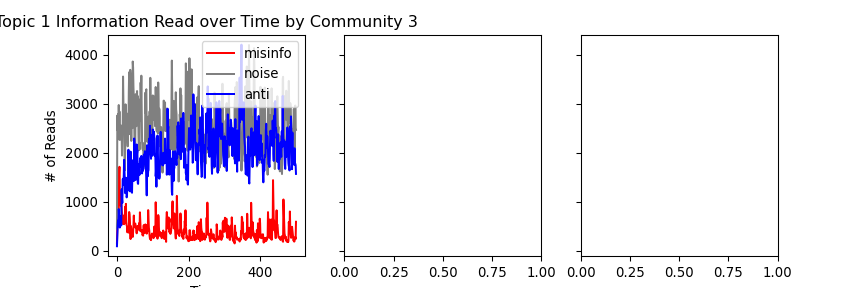 Topic 1 Information Read over Time by Community 3
# of Reads
4000
3000
2000
1000
0
misinfo
noise
anti
0 200 400
0.00 0.25 0.50 0.75 1.00
0.00 0.25 0.50 0.75 1.00